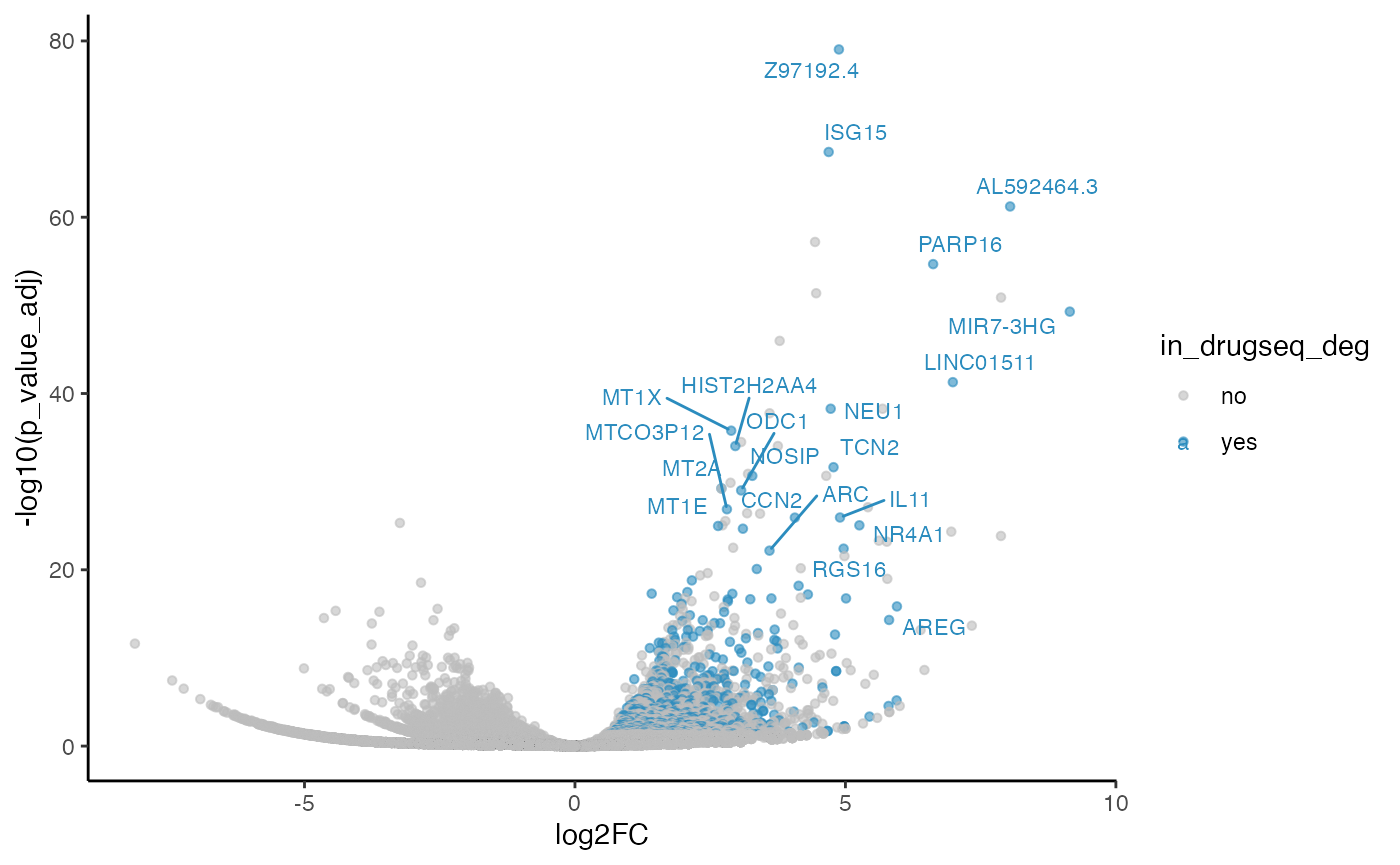 80
60
40
20
0
-5
0
5
10
-log10(p_value_adj)
log2FC
Z97192.4
ISG15
AL592464.3
PARP16
MIR7-3HG
LINC01511
HIST2H2AA4
MT1X
ODC1
NEU1
MTCO3P12
TCN2
NOSIP
MT2A
ARC
IL11
CCN2
MT1E
NR4A1
RGS16
AREG
in_drugseq_deg
no
a yes